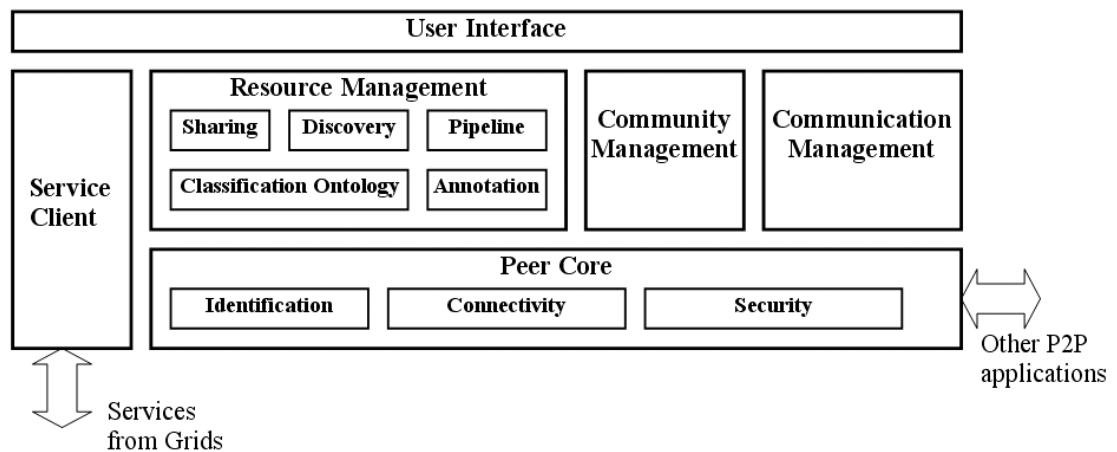 User Interface
Service
Client
Resource Management
Sharing
Discovery
Pipeline
Classification Ontology
Annotation
Community
Management
Communication
Management
Peer Core
Identification
Connectivity
Security
Other P2P
applications
Services
from Grids